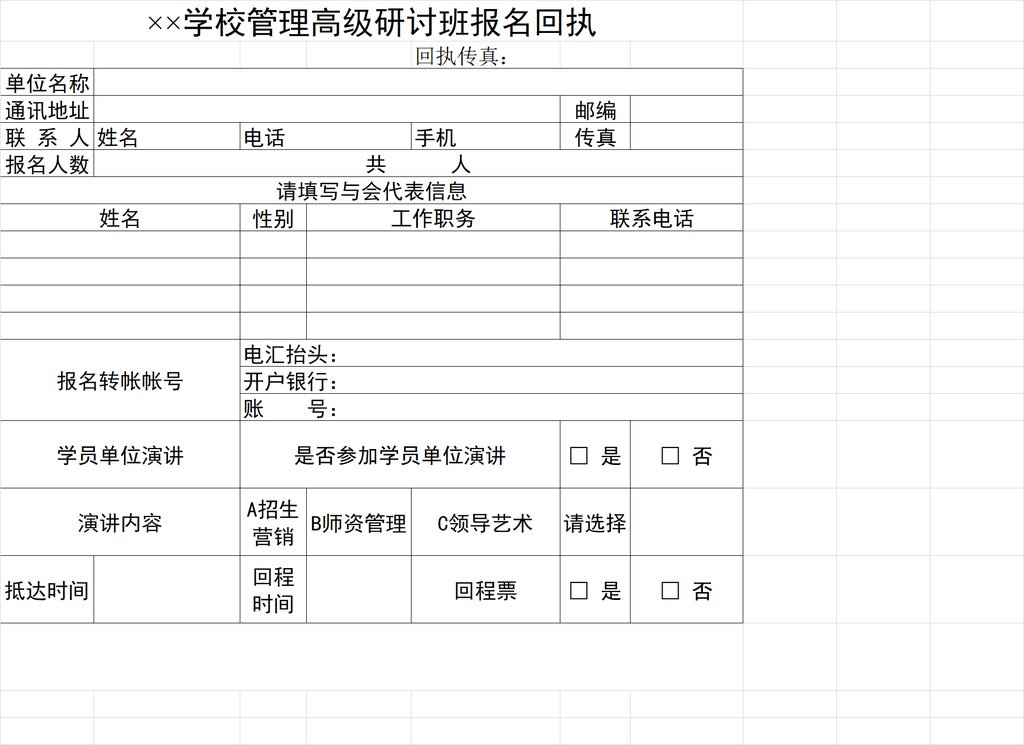 ××学校管理高级研讨班报名回执
回执传真：
单位名称
通讯地址 邮编
联 系 人 姓名 电话 手机 传真
报名人数 共 人
请填写与会代表信息
姓名 性别 工作职务 联系电话
报名转帐帐号
电汇抬头：
开户银行：
账 号：
学员单位演讲 是否参加学员单位演讲 □ 是 □ 否
演讲内容 A招生
营销 B师资管理 C领导艺术 请选择
抵达时间 回程
时间 回程票 □ 是 □ 否